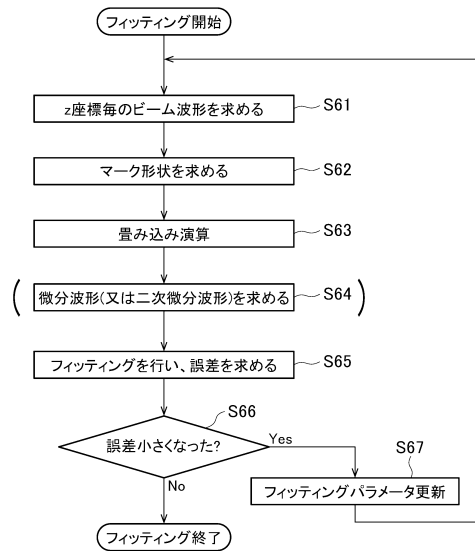 フィッティング開始
z座標毎のビーム波形を求める
S61
マーク形状を求める
S62
畳み込み演算
S63
(微分波形(又は二次微分波形)を求める S64)
フィッティングを行い、誤差を求める
S65
S66
誤差小さくなった?
Yes
No
S67
フィッティングパラメータ更新
フィッティング終了